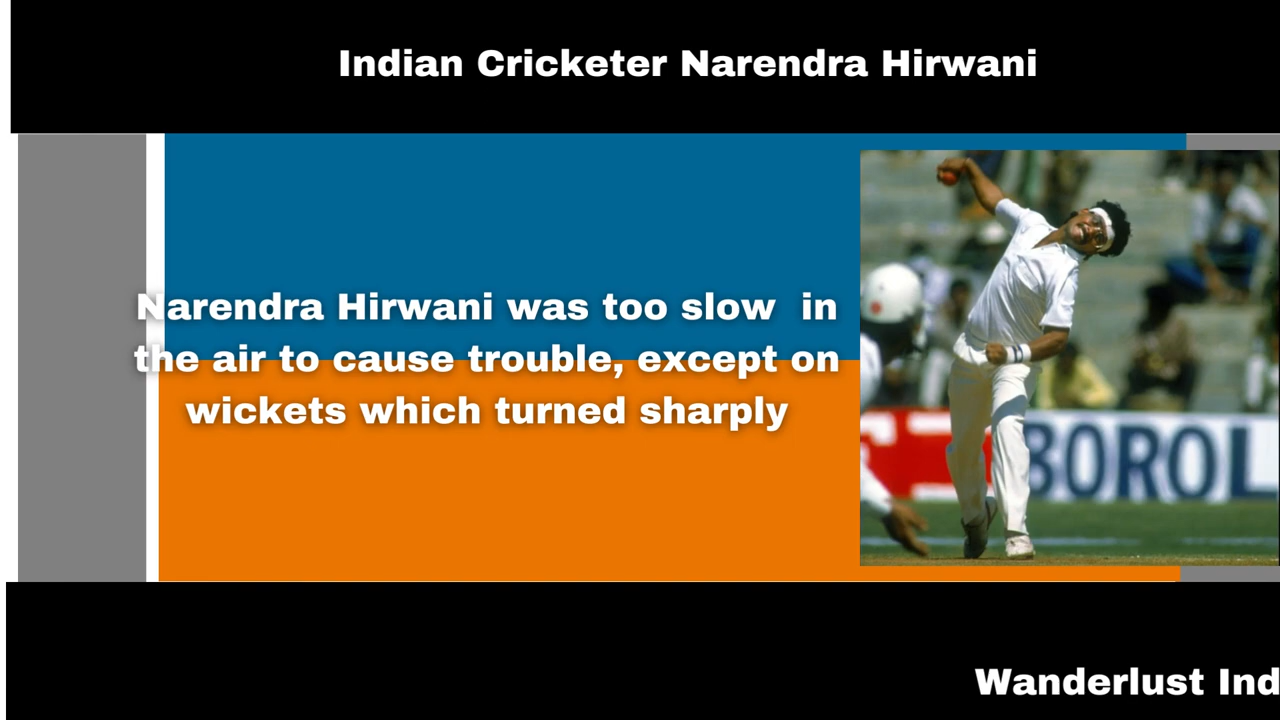 Indian Cricketer Narendra Hirwani
Narendra Hirwani was too slow  in
the air to cause trouble, except on
wickets which turned sharply
BOROL
Wanderlust Ind